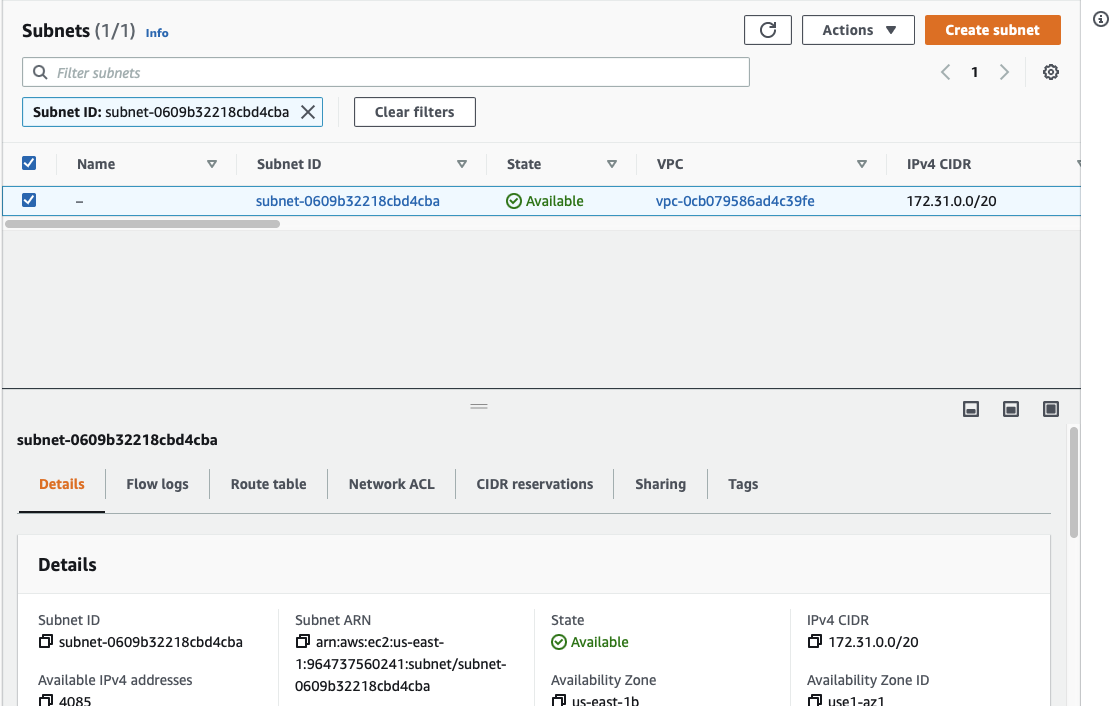 Subnets (1/1) Info
Actions
Create subnet
Filter subnets
1
Subnet ID: subnet-0609b32218cbd4cba
Clear filters
Name Subnet ID State VPC IPv4 CIDR
– subnet-0609b32218cbd4cba Available vpc-0cb079586ad4c39fe 172.31.0.0/20
subnet-0609b32218cbd4cba
Details Flow logs Route table Network ACL CIDR reservations Sharing Tags
Details
Subnet ID
subnet-0609b32218cbd4cba
Subnet ARN
arn:aws:ec2:us-east-
1:964737560241:subnet/subnet-
0609b32218cbd4cba
State
Available
IPv4 CIDR
172.31.0.0/20
Available IPv4 addresses
4085
Availability Zone
us-east-1b
Availability Zone ID
use1-az1